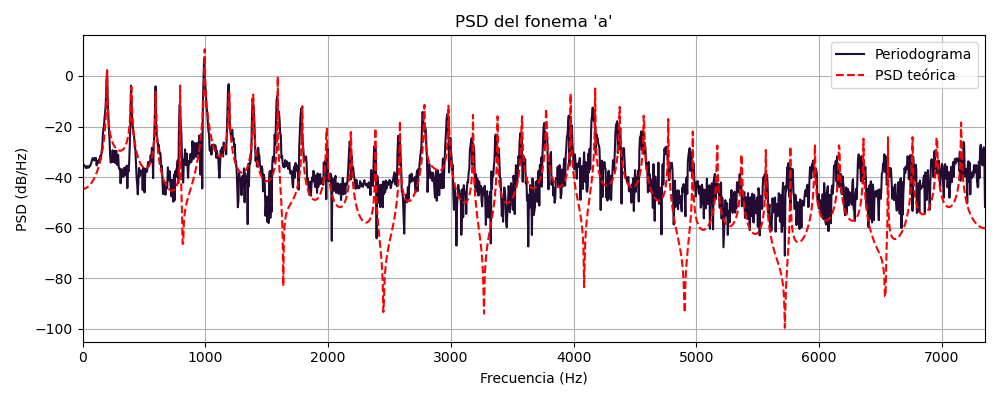 PSD del fonema 'a'
Periodograma
PSD teórica
PSD (dB/Hz)
0
−20
−40
−60
−80
−100
0 1000 2000 3000 4000 5000 6000 7000
Frecuencia (Hz)